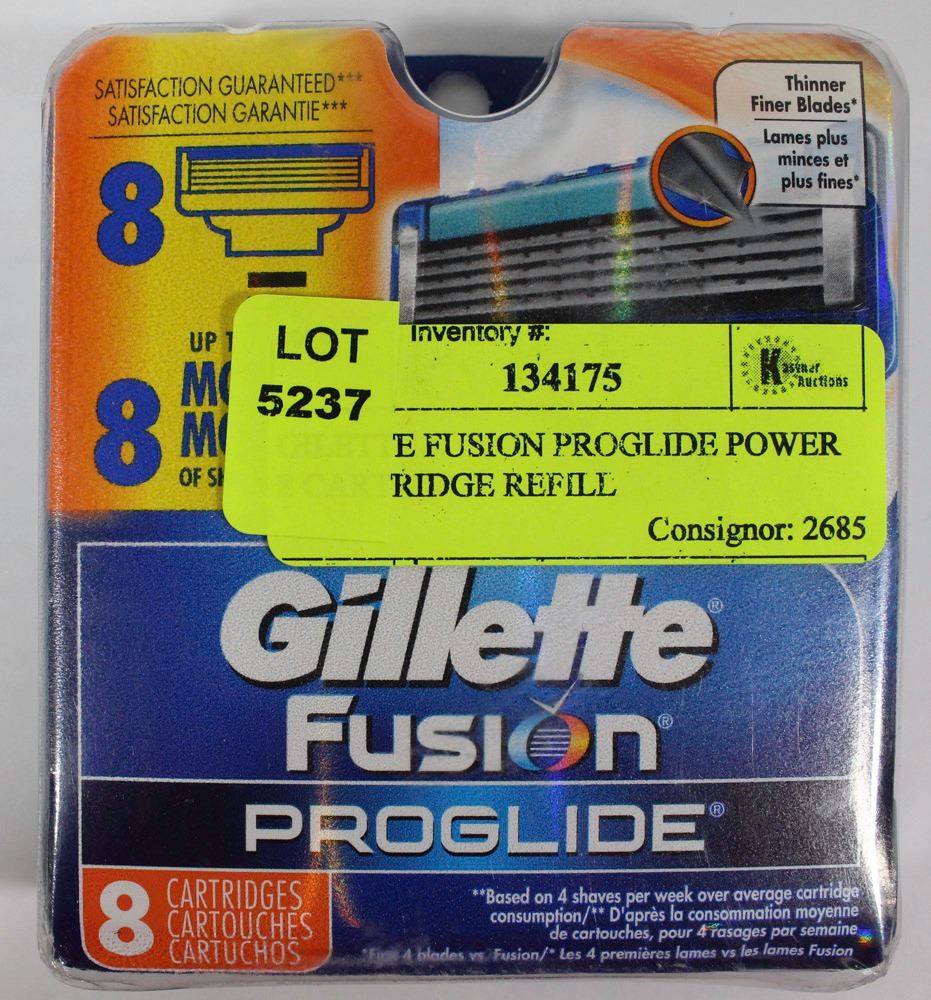 SATISFACTION GUARANTEED***
SATISFACTION GARANTIE***
8
Thinner
Finer Blades*
Lames plus
minces et
plus fines*
UP
8
OF
LOT
5237
Inventory #:
134175
Kastner
Auctions
E FUSION PROGLIDE POWER
RIDGE REFILL
Consignor: 2685
Gillette®
Fusion®
PROGLIDE®
8 CARTRIDGES
CARTOUCHES
CARTUCHOS
**Based on 4 shaves per week over average cartridge
consumption/** D'après la consommation moyenne
de cartouches, pour 4 rasages par semaine
*First 4 blades vs. Fusion/* Les 4 premières lames vs les lames Fusion